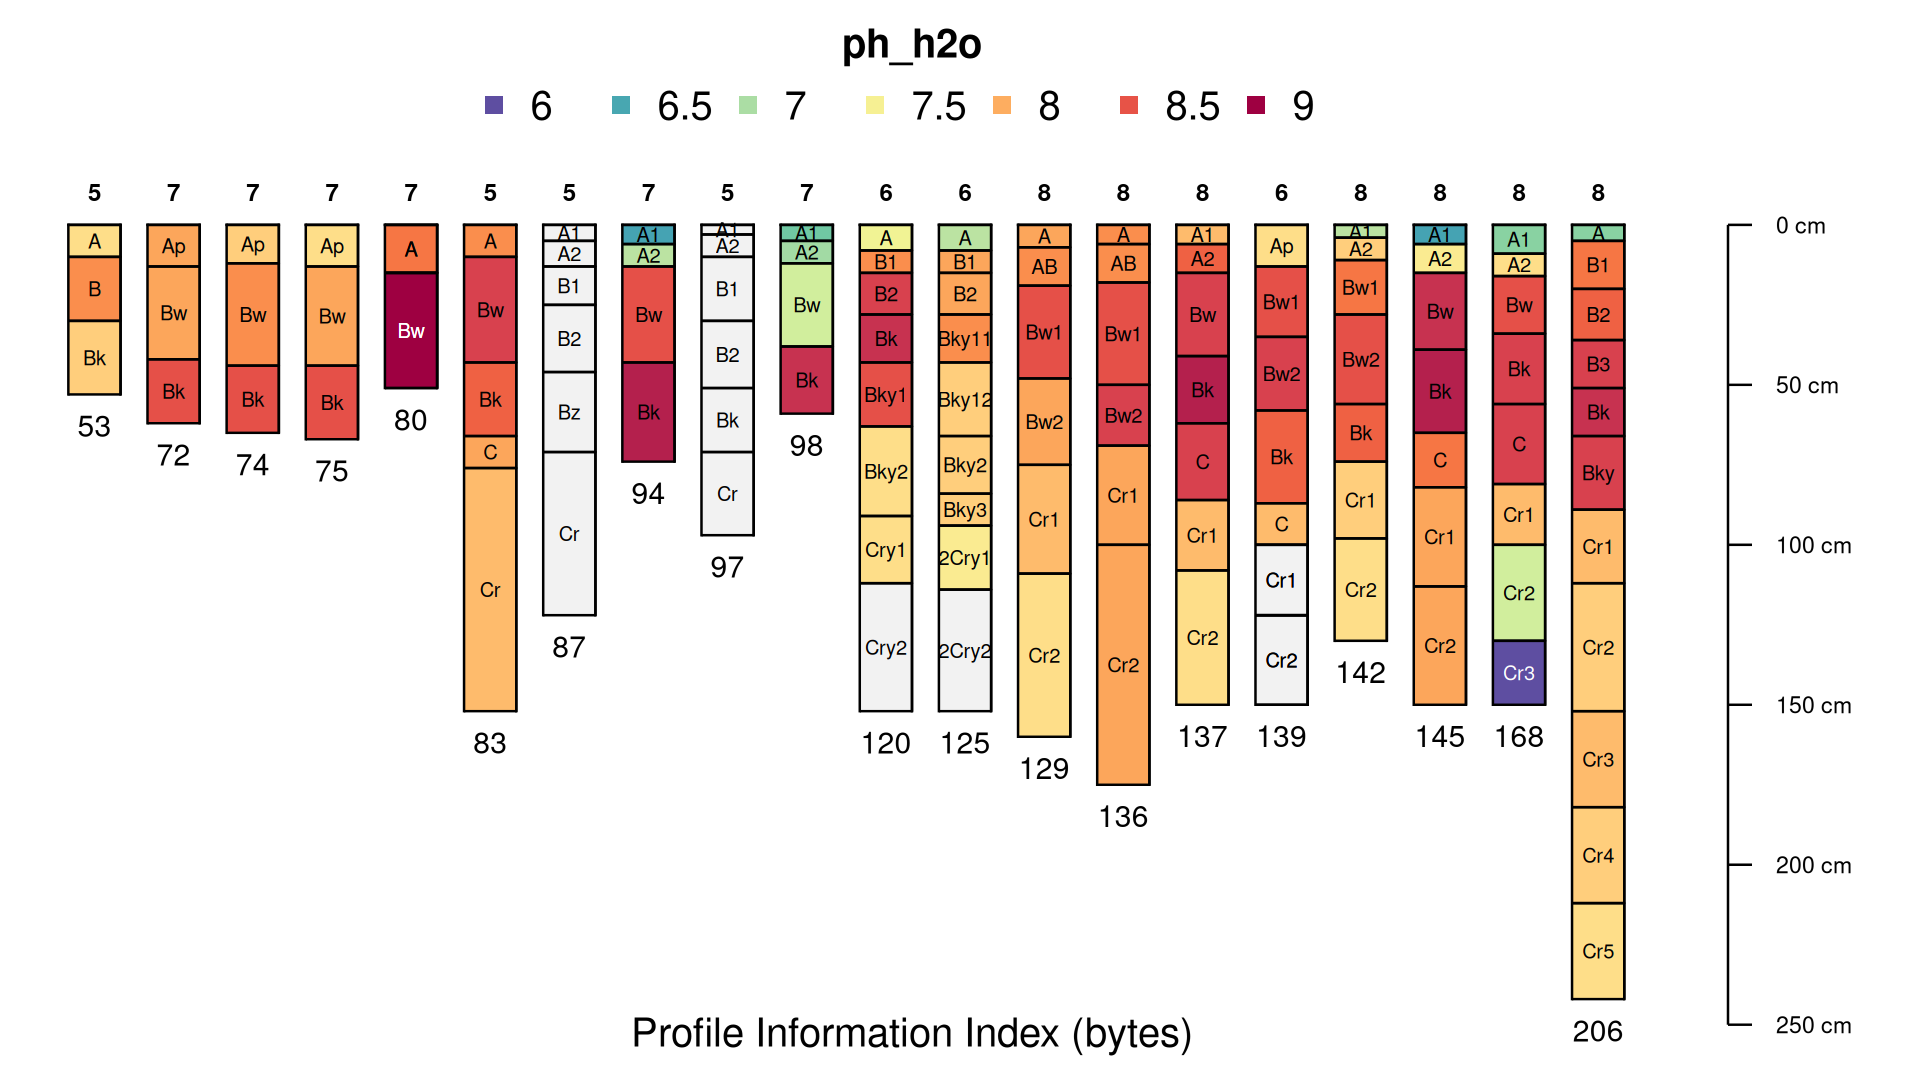 ph_h2o
6 6.5 7 7.5 8 8.5 9
5 7 7 7 7 5 5 7 5 7 6 6 8 8 8 6 8 8 8 8
A B Bk 53
Ap Bw Bk 72
Ap Bw Bk 74
Ap Bw Bk 75
A Bw 80
A Bw Bk C Cr 83
A1 A2 B1 B2 Bz Cr 87
A1 A2 Bw Bk 94
A1 A2 B1 B2 Bk Cr 97
A1 A2 Bw Bk 98
A B1 B2 Bk Bky1 Bky2 Cry1 Cry2 120
A B1 B2 Bky11 Bky12 Bky2 Bky3 2Cry1 2Cry2 125
A AB Bw1 Bw2 Cr1 Cr2 129
A AB Bw1 Bw2 Cr1 Cr2 136
A1 A2 Bw Bk C Cr1 Cr2 137
Ap Bw1 Bw2 Bk C Cr1 Cr2 139
A1 A2 Bw1 Bw2 Bk Cr1 Cr2 142
A1 A2 Bw Bk C Cr1 Cr2 145
A1 A2 Bw Bk C Cr1 Cr2 Cr3 168
A B1 B2 B3 Bk Bky Cr1 Cr2 Cr3 Cr4 Cr5 206
0 cm
50 cm
100 cm
150 cm
200 cm
250 cm
Profile Information Index (bytes)